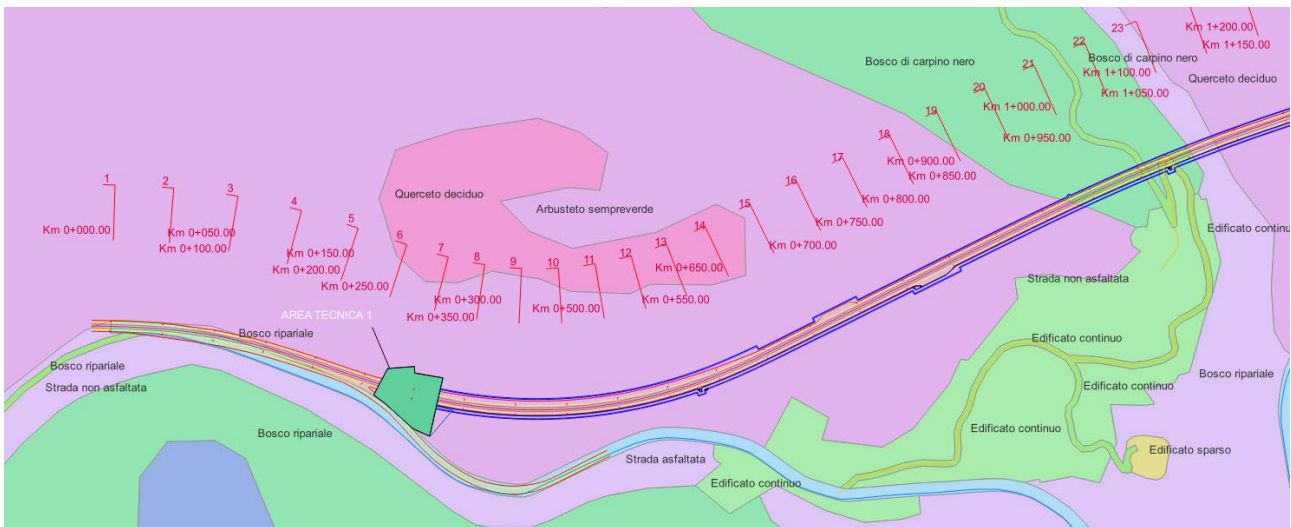 23
Km 1+200.00
Km 1+150.00
22
Bosco di carpino nero
Bosco di carpino nero
21
Km 1+100.00
Querceto deciduo
20
Km 1+050.00
Km 1+000.00
19
Km 0+950.00
18
17
Km 0+900.00
Km 0+850.00
16
Km 0+800.00
15
Km 0+750.00
14
Km 0+700.00
13
Km 0+650.00
12
Km 0+550.00
11
10
Km 0+500.00
9
8
Km 0+300.00
7
Km 0+350.00
6
Km 0+250.00
5
Km 0+150.00
Km 0+200.00
4
3
Km 0+050.00
Km 0+100.00
2
1
Km 0+000.00
Querceto deciduo
Arbusteto sempreverde
Edificato continu
Strada non asfaltata
AREA TECNICA 1
Bosco ripariale
Bosco ripariale
Strada non asfaltata
Edificato continuo
Bosco ripariale
Edificato continuo
Edificato continuo
Bosco ripariale
Strada asfaltata
Edificato sparso
Edificato continuo